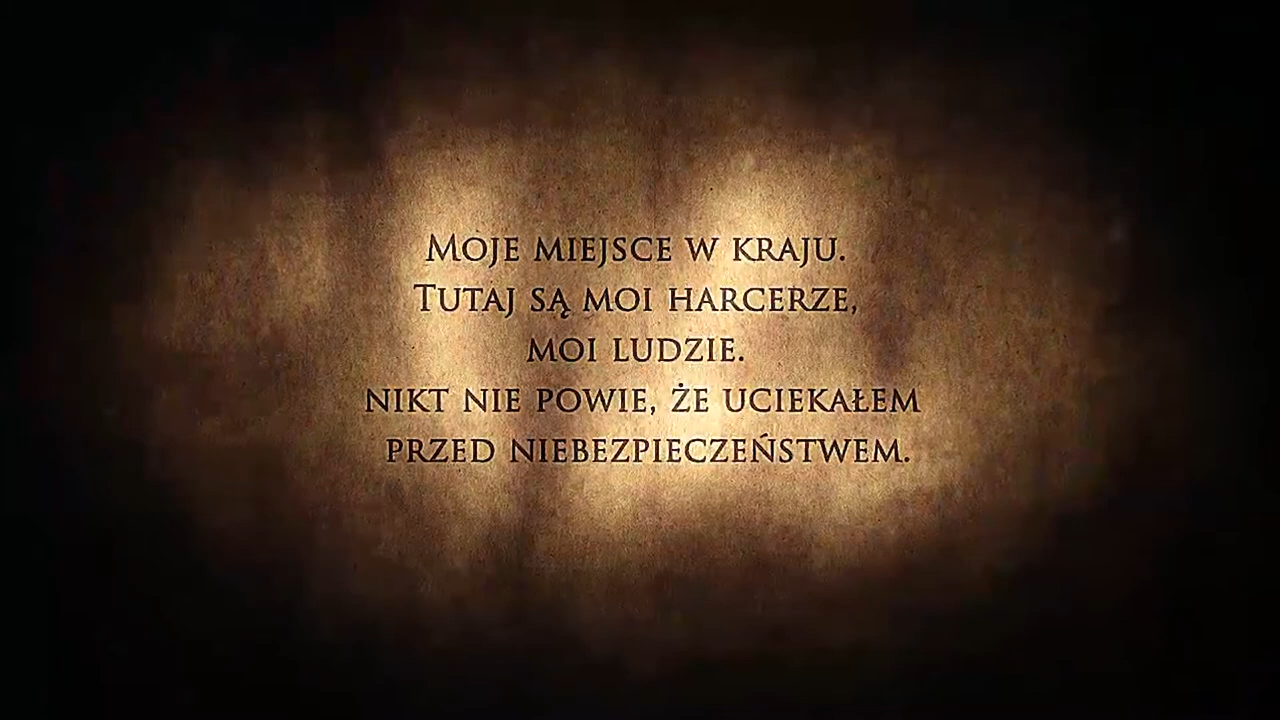 Moje miejsce w kraju.
Tutaj są moi harcerze,
moi ludzie.
nikt nie powie, że uciekałem
przed niebezpieczeństwem.